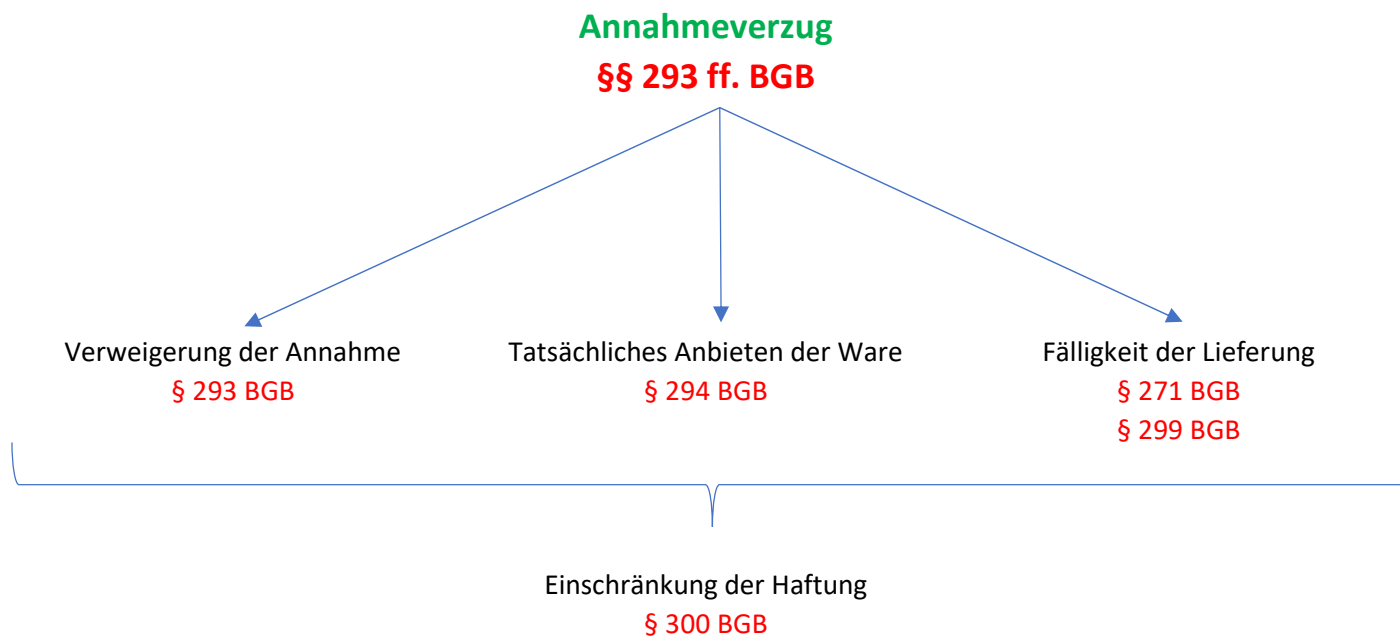 Annahmeverzug
§§ 293 ff. BGB
Verweigerung der Annahme
§ 293 BGB
Tatsächliches Anbieten der Ware
§ 294 BGB
Fälligkeit der Lieferung
§ 271 BGB
§ 299 BGB
Einschränkung der Haftung
§ 300 BGB